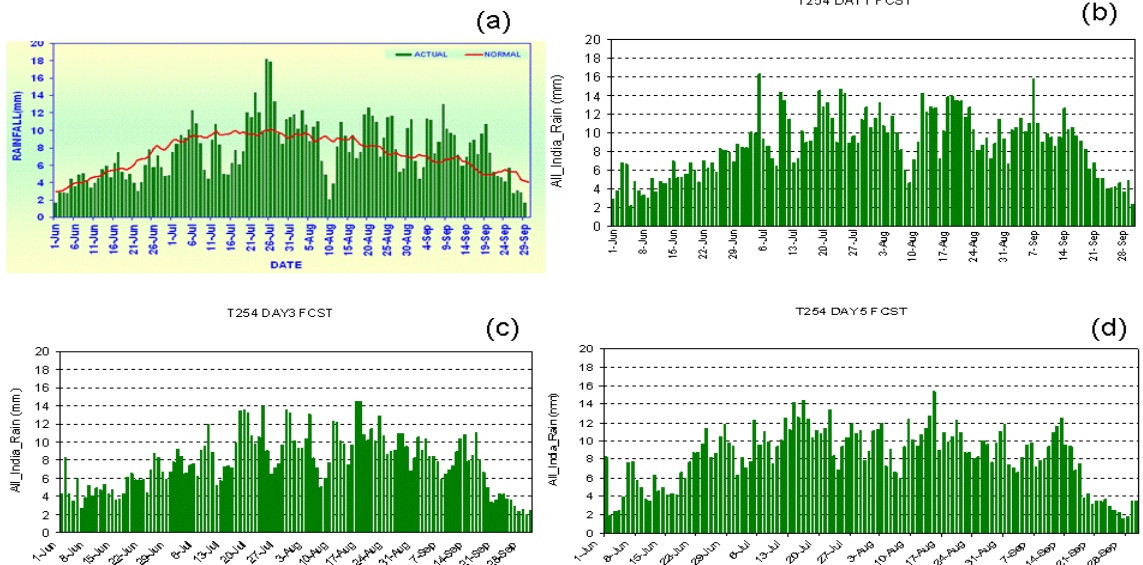 (a)
20
18
16
14
12
10
8
6
4
2
0
RAINFALL(mm)
ACTUAL NORMAL
1-Jun 6-Jun 11-Jun 16-Jun 21-Jun 26-Jun 1-Jul 6-Jul 11-Jul 16-Jul 21-Jul 26-Jul 31-Jul 5-Aug 10-Aug 15-Aug 20-Aug 25-Aug 30-Aug 4-Sep 9-Sep 14-Sep 19-Sep 24-Sep 29-Sep
DATE
T254 DAY1 FCST
(b)
20
18
16
14
12
10
8
6
4
2
0
All_India_Rain (mm)
1-Jun 8-Jun 15-Jun 22-Jun 29-Jun 6-Jul 13-Jul 20-Jul 27-Jul 3-Aug 10-Aug 17-Aug 24-Aug 31-Aug 7-Sep 14-Sep 21-Sep 28-Sep
T254 DAY3 FCST
(c)
20
18
16
14
12
10
8
6
4
2
0
All_India_Rain (mm)
1-Jun 8-Jun 15-Jun 22-Jun 29-Jun 6-Jul 13-Jul 20-Jul 27-Jul 3-Aug 10-Aug 17-Aug 24-Aug 31-Aug 7-Sep 14-Sep 21-Sep 28-Sep
T254 DAY5 FCST
(d)
20
18
16
14
12
10
8
6
4
2
0
All_India_Rain (mm)
1-Jun 8-Jun 15-Jun 22-Jun 29-Jun 6-Jul 13-Jul 20-Jul 27-Jul 3-Aug 10-Aug 17-Aug 24-Aug 31-Aug 7-Sep 14-Sep 21-Sep 28-Sep